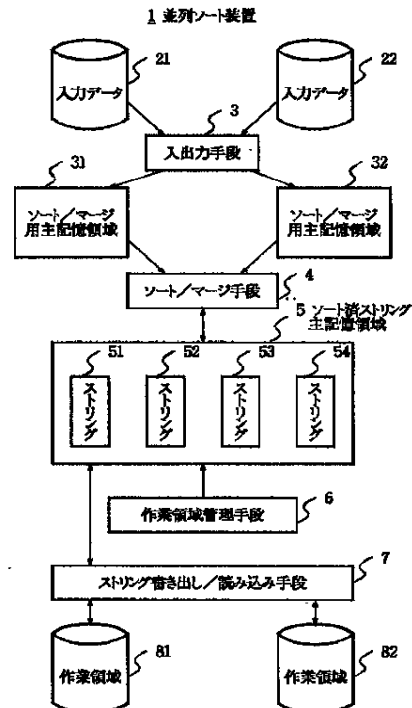 1 並列ソート装置
21
22
入力データ
入力データ
3
入出力手段
31
32
ソート／マージ
用主記憶領域
ソート／マージ
用主記憶領域
4
ソート／マージ手段
5 ソート済ストリング
主記憶領域
51
52
53
54
ストリング
ストリング
ストリング
ストリング
6
作業領域管理手段
7
ストリング書き出し／読み込み手段
81
82
作業領域
作業領域